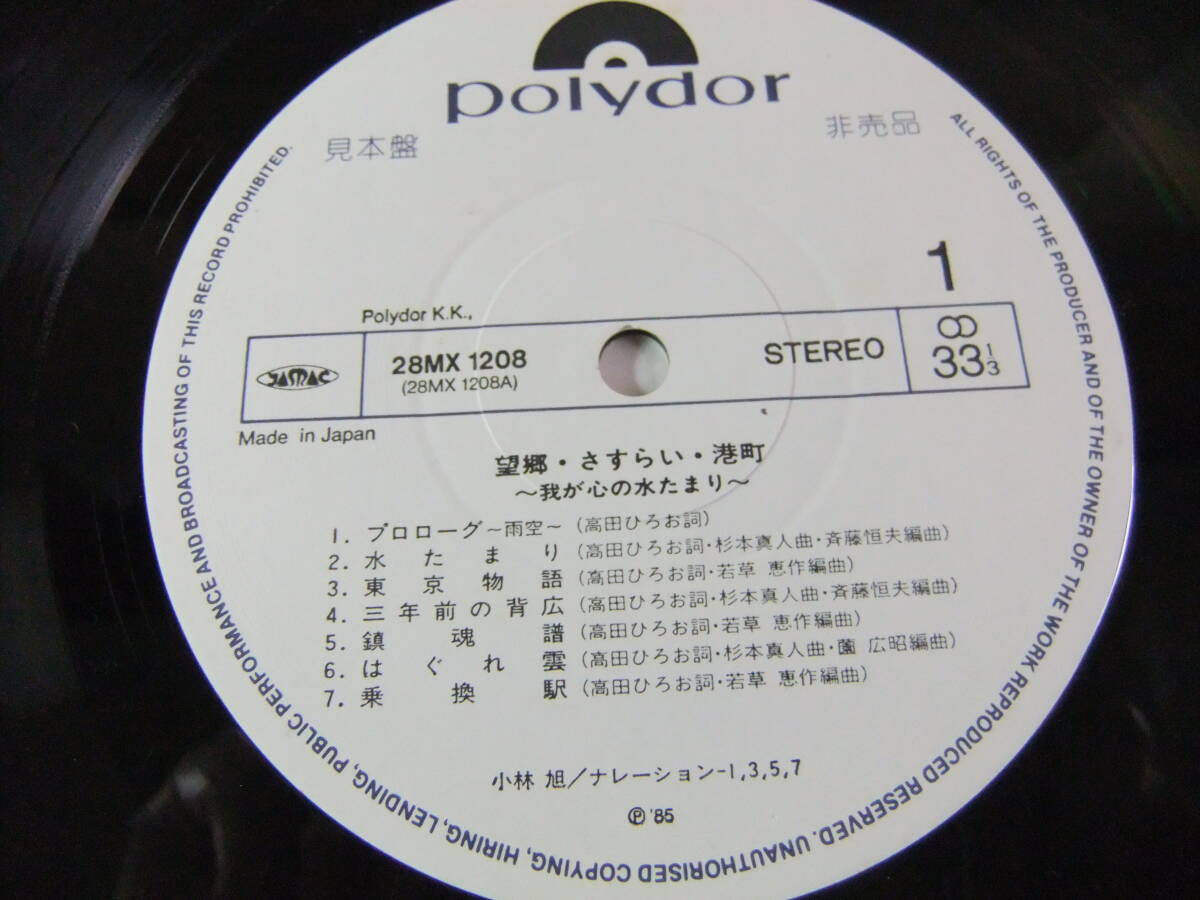 polydor
見本盤
非売品
1
Polydor K.K.,
JASRAC
28MX 1208
(28MX 1208A)
STEREO
33 1/3
Made in Japan
望郷・さすらい・港町
～我が心の水たまり～
1. プロローグ～雨空～(高田ひろお詞)
2. 水たまり(高田ひろお詞・杉本真人曲・斉藤恒夫編曲)
3. 東京物語(高田ひろお詞・若草 恵作編曲)
4. 三年前の背広(高田ひろお詞・杉本真人曲・斉藤恒夫編曲)
5. 鎮魂譜(高田ひろお詞・若草 恵作編曲)
6. はぐれ雲(高田ひろお詞・杉本真人曲・薗 広昭編曲)
7. 乗換駅(高田ひろお詞・若草 恵作編曲)
小林 旭/ナレーション-1,3,5,7
Ⓟ '85
ALL RIGHTS OF THE PRODUCER AND OF THE OWNER OF THE WORK REPRODUCED RESERVED. UNAUTHORISED COPYING, HIRING, LENDING, PUBLIC PERFORMANCE AND BROADCASTING OF THIS RECORD PROHIBITED.